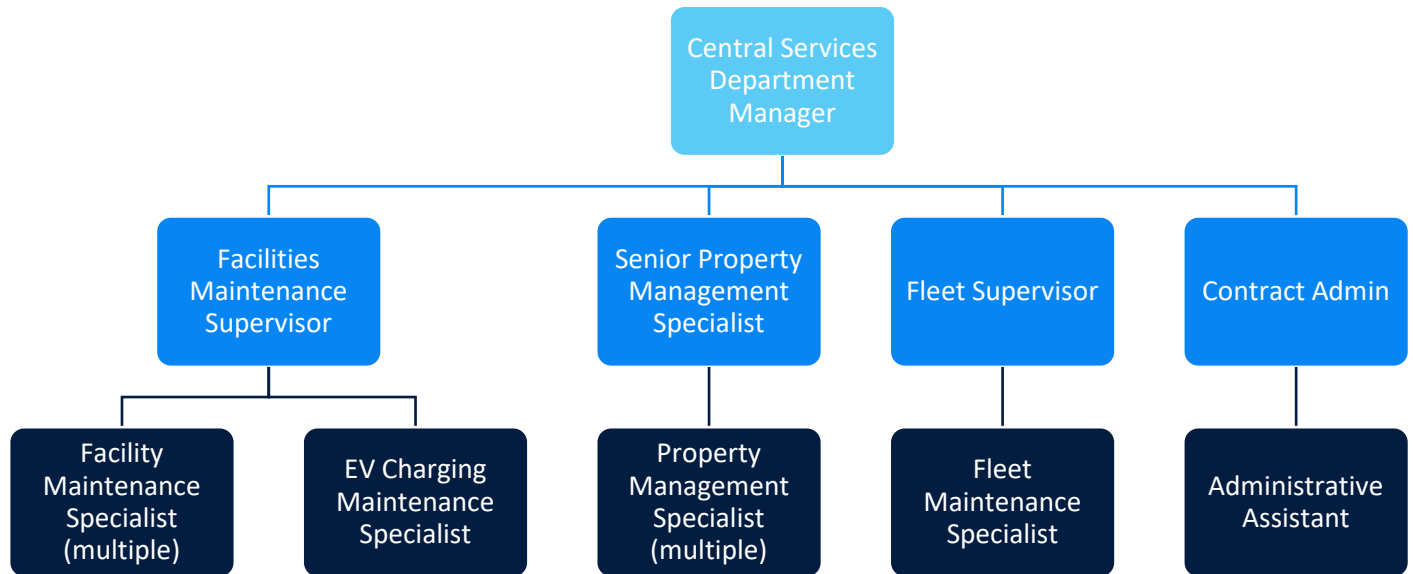 Central Services
Department
Manager
Facilities
Maintenance
Supervisor
Senior Property
Management
Specialist
Fleet Supervisor
Contract Admin
Facility
Maintenance
Specialist
(multiple)
EV Charging
Maintenance
Specialist
Property
Management
Specialist
(multiple)
Fleet
Maintenance
Specialist
Administrative
Assistant